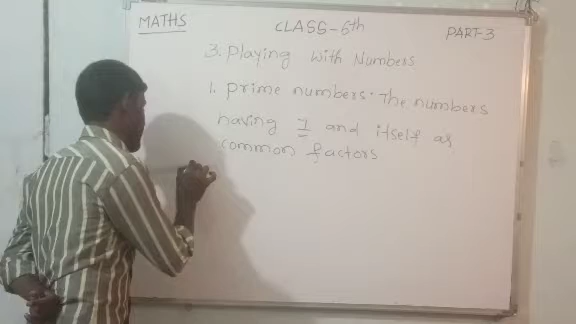 MATHS CLASS-6th PART-3
3. Playing with Numbers
1. Prime numbers:- The numbers
having 1 and itself as
common factors